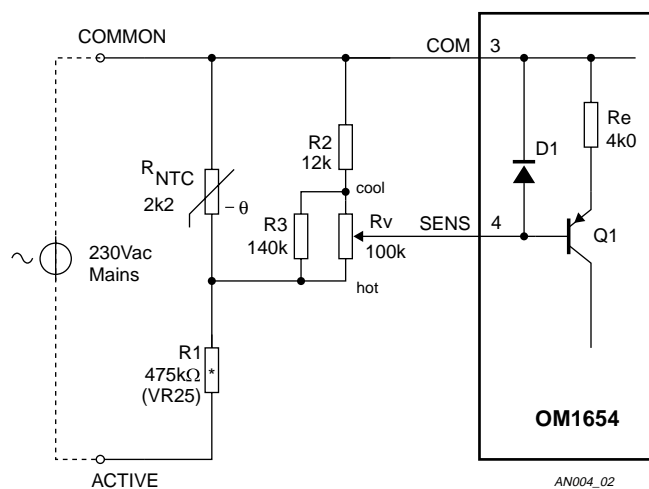 COMMON
COM 3
R2
12k
Re
4k0
D1
R NTC
2k2
- θ
cool
R3
140k
Rv
100k
SENS 4
Q1
~
230Vac
Mains
hot
R1
475kΩ
(VR25)
*
OM1654
ACTIVE
AN004_02